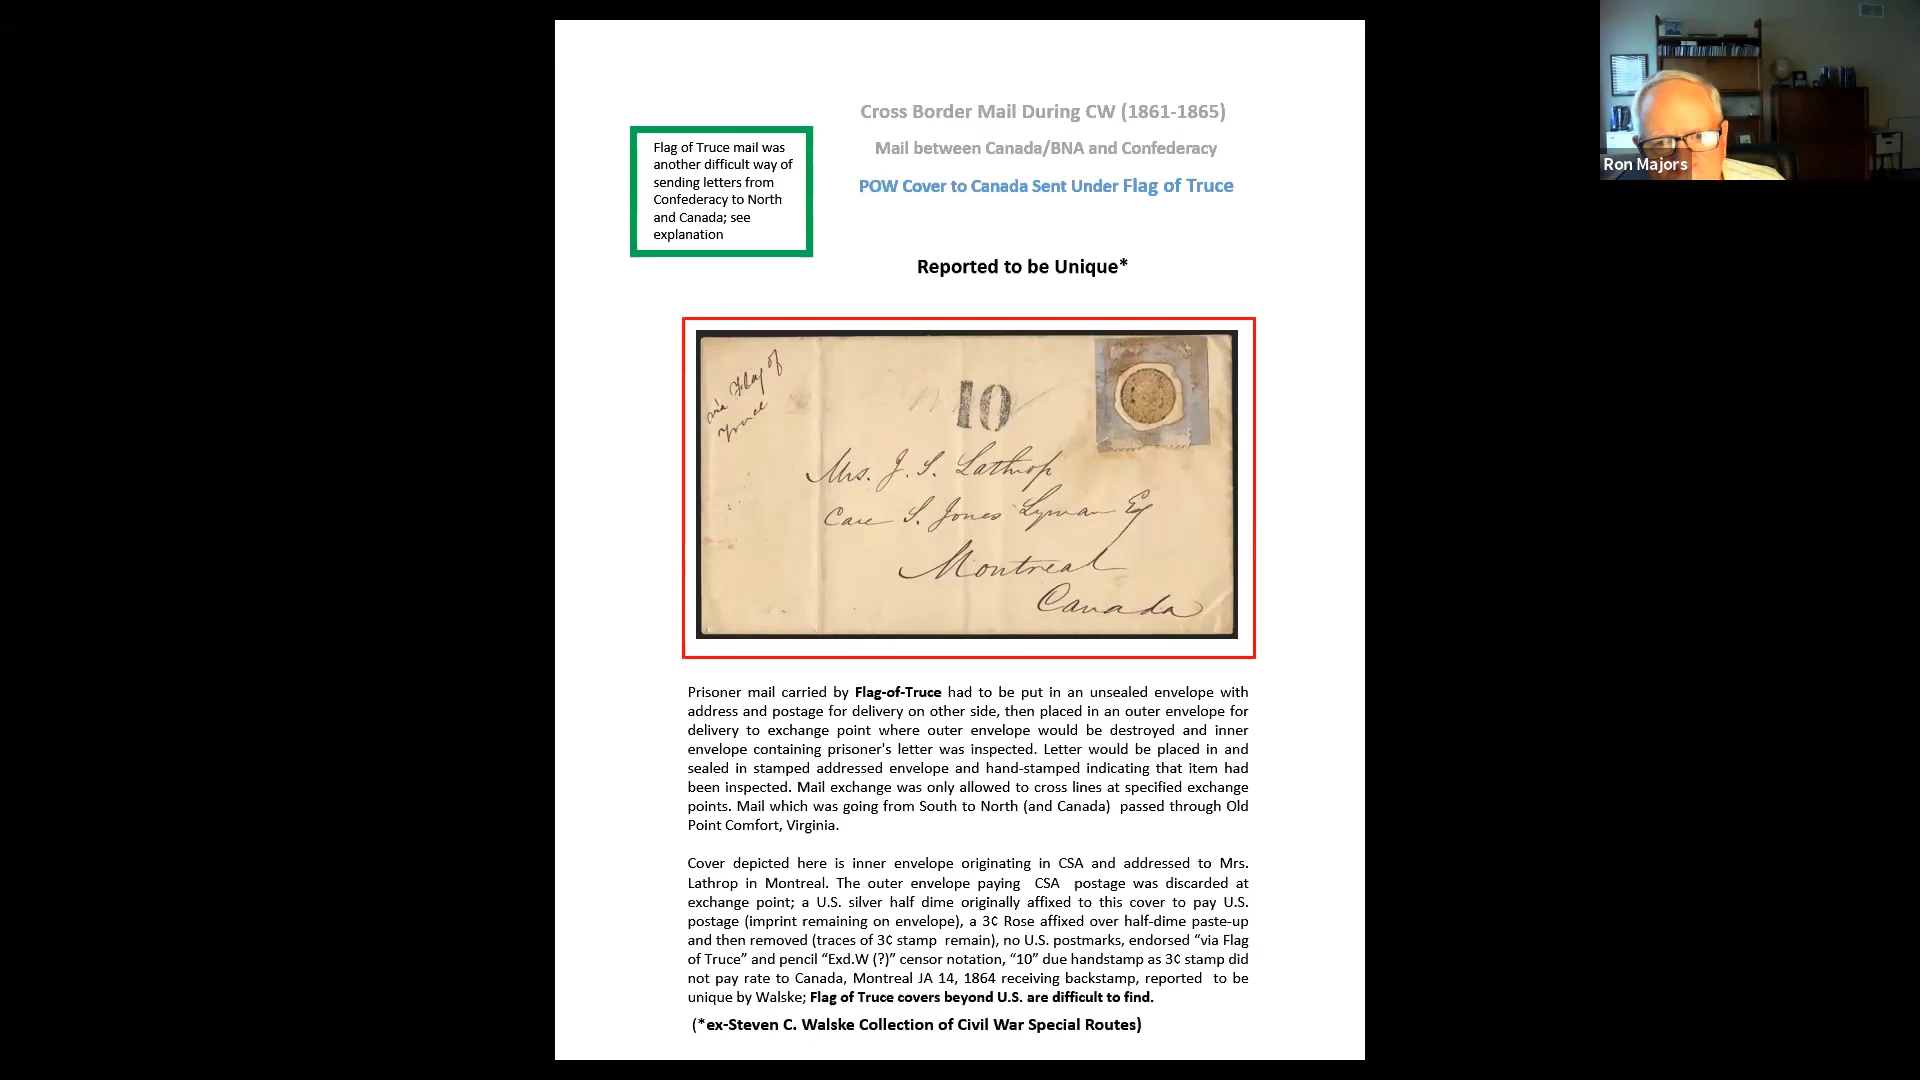 Cross Border Mail During CW (1861-1865)
Mail between Canada/BNA and Confederacy
POW Cover to Canada Sent Under Flag of Truce
Flag of Truce mail was
another difficult way of
sending letters from
Confederacy to North
and Canada; see
explanation
Reported to be Unique*
via Flag of
Truce
10
Mrs. J. S. Lathrop
Care S. Jones Lyman Esq
Montreal
Canada
Prisoner mail carried by Flag-of-Truce had to be put in an unsealed envelope with
address and postage for delivery on other side, then placed in an outer envelope for
delivery to exchange point where outer envelope would be destroyed and inner
envelope containing prisoner's letter was inspected. Letter would be placed in and
sealed in stamped addressed envelope and hand-stamped indicating that item had
been inspected. Mail exchange was only allowed to cross lines at specified exchange
points. Mail which was going from South to North (and Canada) passed through Old
Point Comfort, Virginia.
Cover depicted here is inner envelope originating in CSA and addressed to Mrs.
Lathrop in Montreal. The outer envelope paying CSA postage was discarded at
exchange point; a U.S. silver half dime originally affixed to this cover to pay U.S.
postage (imprint remaining on envelope), a 3¢ Rose affixed over half-dime paste-up
and then removed (traces of 3¢ stamp remain), no U.S. postmarks, endorsed “via Flag
of Truce” and pencil “Exd.W (?)” censor notation, “10” due handstamp as 3¢ stamp did
not pay rate to Canada, Montreal JA 14, 1864 receiving backstamp, reported to be
unique by Walske; Flag of Truce covers beyond U.S. are difficult to find.
(*ex-Steven C. Walske Collection of Civil War Special Routes)
Ron Majors